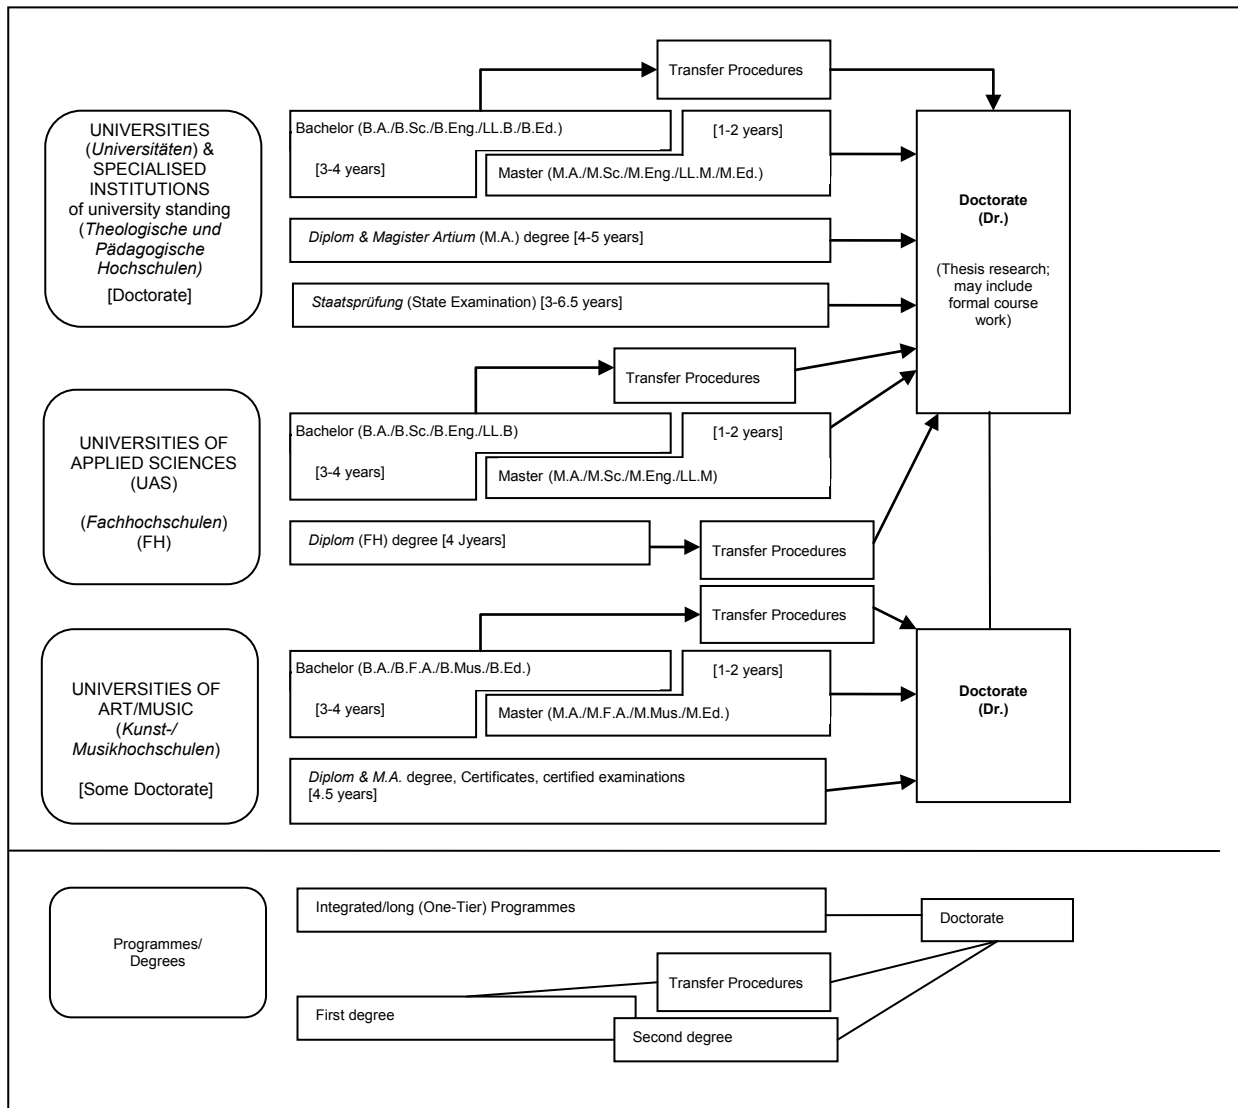 Transfer Procedures
UNIVERSITIES
(Universitäten) &
SPECIALISED
INSTITUTIONS
of university standing
(Theologische und
Pädagogische
Hochschulen)
[Doctorate]
Bachelor (B.A./B.Sc./B.Eng./LL.B./B.Ed.)
[3-4 years]
[1-2 years]
Master (M.A./M.Sc./M.Eng./LL.M./M.Ed.)
Diplom & Magister Artium (M.A.) degree [4-5 years]
Staatsprüfung (State Examination) [3-6.5 years]
Doctorate
(Dr.)
(Thesis research;
may include
formal course
work)
Transfer Procedures
UNIVERSITIES OF
APPLIED SCIENCES
(UAS)
(Fachhochschulen)
(FH)
Bachelor (B.A./B.Sc./B.Eng./LL.B)
[3-4 years]
[1-2 years]
Master (M.A./M.Sc./M.Eng./LL.M)
Diplom (FH) degree [4 Jyears]
Transfer Procedures
Transfer Procedures
UNIVERSITIES OF
ART/MUSIC
(Kunst-/
Musikhochschulen)
[Some Doctorate]
Bachelor (B.A./B.F.A./B.Mus./B.Ed.)
[3-4 years]
[1-2 years]
Master (M.A./M.F.A./M.Mus./M.Ed.)
Diplom & M.A. degree, Certificates, certified examinations
[4.5 years]
Doctorate
(Dr.)
Programmes/
Degrees
Integrated/long (One-Tier) Programmes
Doctorate
Transfer Procedures
First degree
Second degree